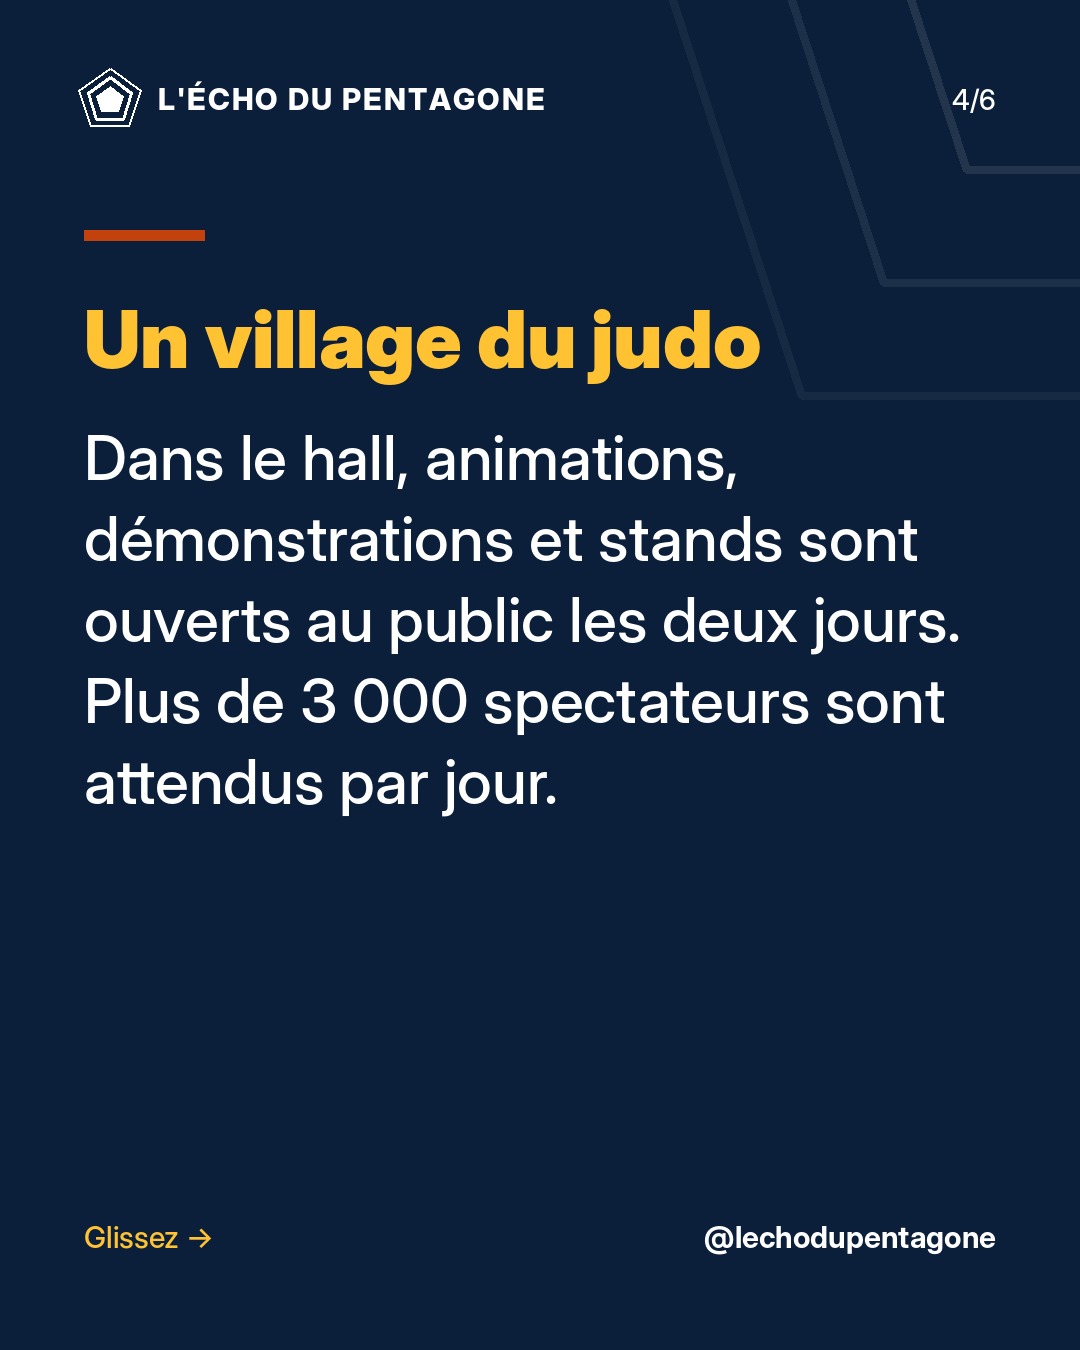 L'ÉCHO DU PENTAGONE
4/6
Un village du judo
Dans le hall, animations,
démonstrations et stands sont
ouverts au public les deux jours.
Plus de 3 000 spectateurs sont
attendus par jour.
Glissez →
@lechodupentagone